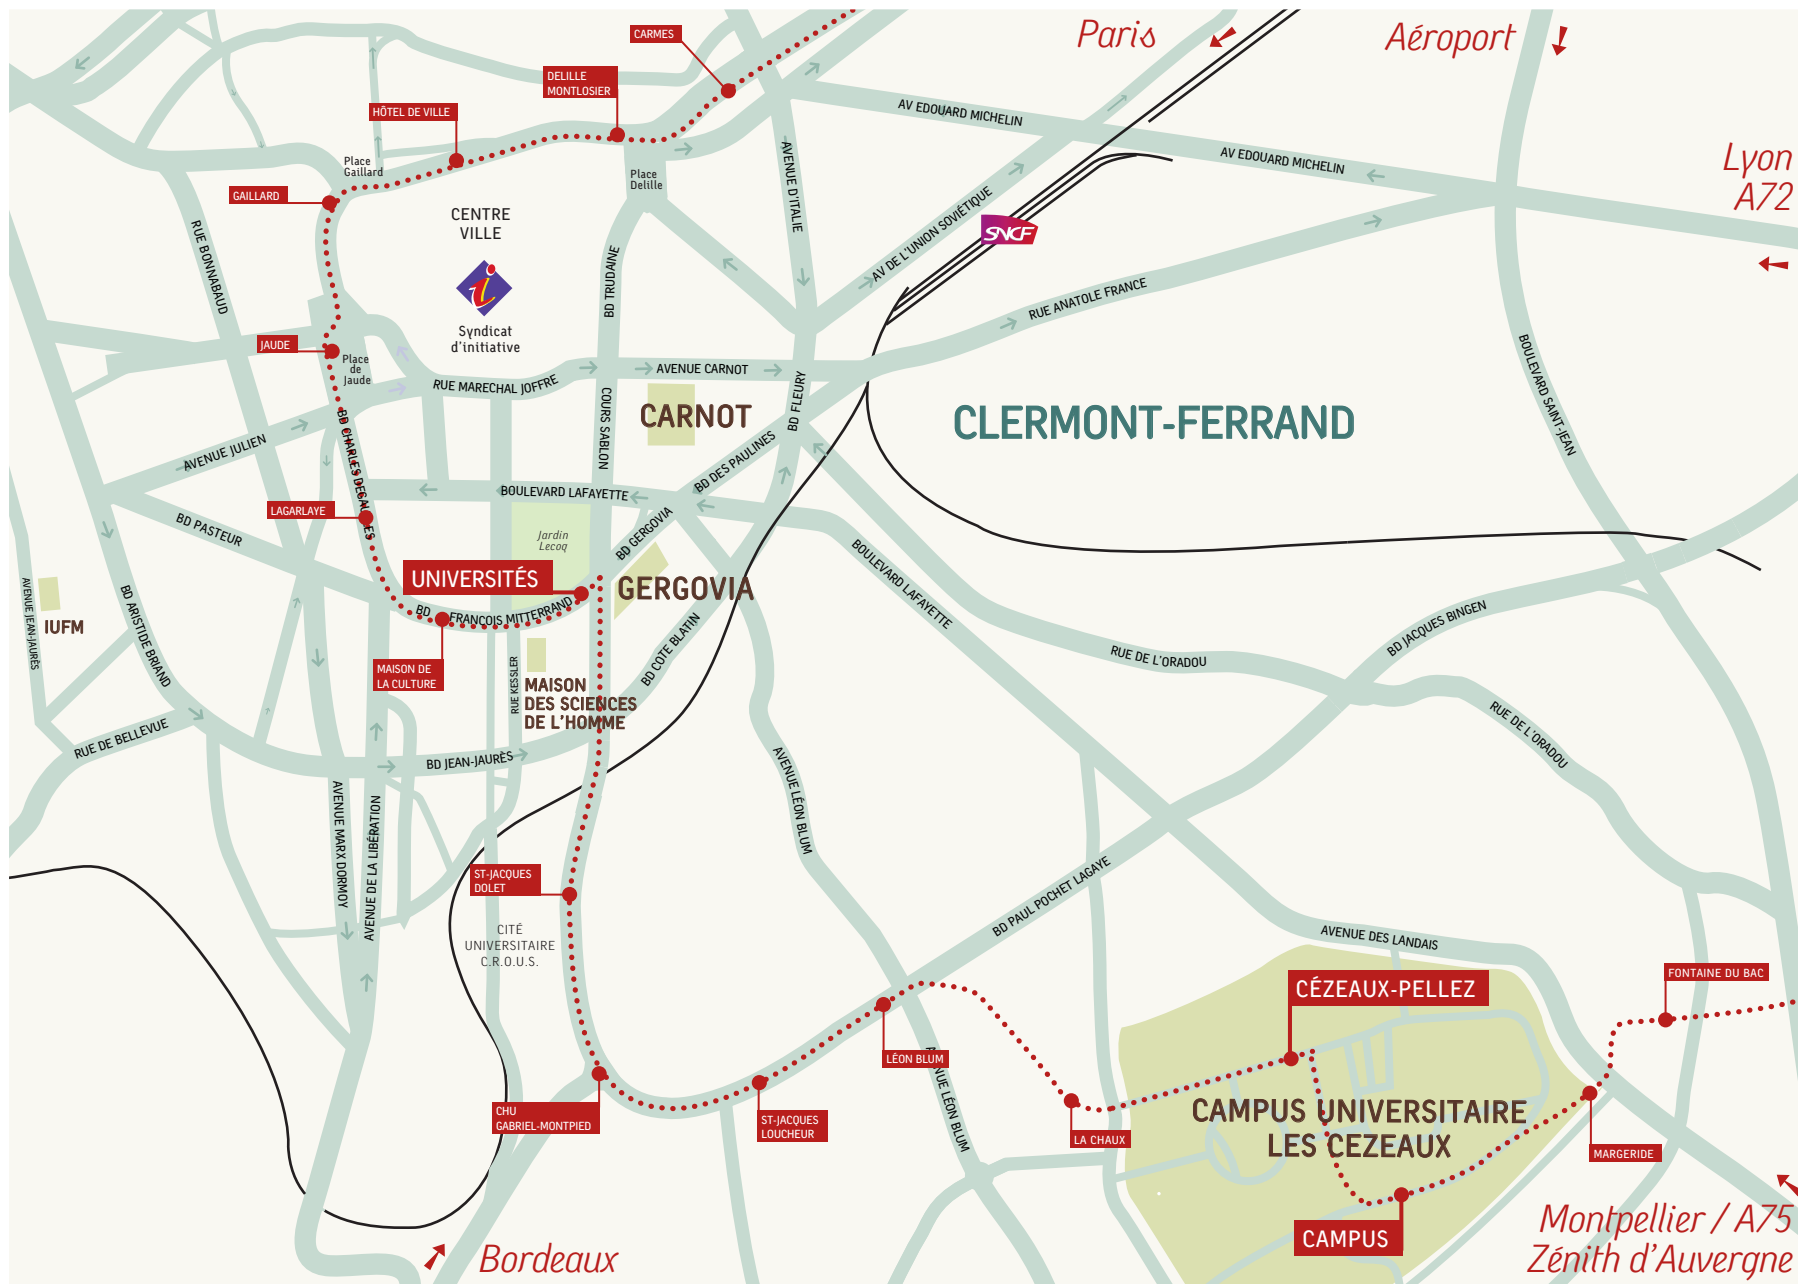 Paris
Aéroport
CARMES
DELILLE
MONTLOSIER
HÔTEL DE VILLE
AV EDOUARD MICHELIN
AV EDOUARD MICHELIN
Lyon
A72
Place
Gaillard
Place
Delille
AVENUE D'ITALIE
GAILLARD
CENTRE
VILLE
AV DE L'UNION SOVIÉTIQUE
SNCF
RUE BONNABAUD
BD TRUDAINE
i
Syndicat
d'initiative
RUE ANATOLE FRANCE
JAUDE
Place
de
Jaude
RUE MARECHAL JOFFRE
AVENUE CARNOT
BOULEVARD SAINT-JEAN
COURS SABLON
CARNOT
BD FLEURY
CLERMONT-FERRAND
AVENUE JULIEN
BD CHARLES DEGAULLES
BD DES PAULINES
BOULEVARD LAFAYETTE
LAGARLAYE
BD PASTEUR
Jardin
Lecoq
BD GERGOVIA
BOULEVARD LAFAYETTE
UNIVERSITÉS
GERGOVIA
AVENUE JEAN-JAURÈS
IUFM
BD ARISTIDE BRIAND
BD FRANCOIS MITTERRAND
BD COTE BLATIN
BD JACQUES BINGEN
RUE DE L'ORADOU
MAISON DE
LA CULTURE
RUE KESSLER
MAISON
DES SCIENCES
DE L'HOMME
RUE DE L'ORADOU
RUE DE BELLEVUE
BD JEAN-JAURÈS
AVENUE LÉON BLUM
AVENUE MARX DORMOY
AVENUE DE LA LIBÉRATION
ST-JACQUES
DOLET
BD PAUL POCHET LAGAYE
CITÉ
UNIVERSITAIRE
C.R.O.U.S.
AVENUE DES LANDAIS
CÉZEAUX-PELLEZ
FONTAINE DU BAC
LÉON BLUM
AVENUE LÉON BLUM
CHU
GABRIEL-MONTPIED
ST-JACQUES
LOUCHEUR
LA CHAUX
CAMPUS UNIVERSITAIRE
LES CEZEAUX
MARGERIDE
CAMPUS
Bordeaux
Montpellier / A75
Zénith d'Auvergne